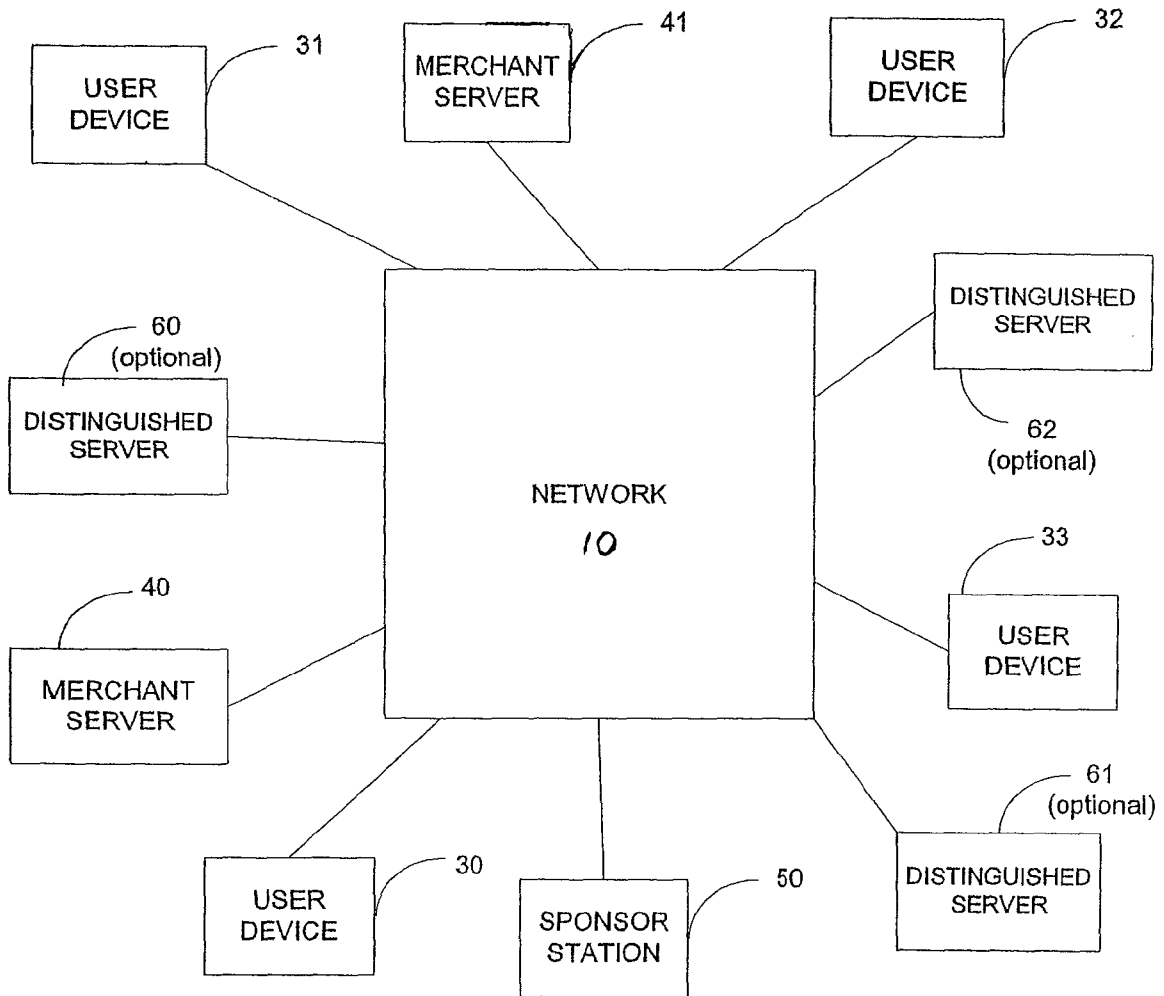 31
USER
DEVICE
41
MERCHANT
SERVER
32
USER
DEVICE
60
(optional)
DISTINGUISHED
SERVER
DISTINGUISHED
SERVER
62
(optional)
NETWORK
10
33
USER
DEVICE
40
MERCHANT
SERVER
61
(optional)
DISTINGUISHED
SERVER
30
USER
DEVICE
50
SPONSOR
STATION